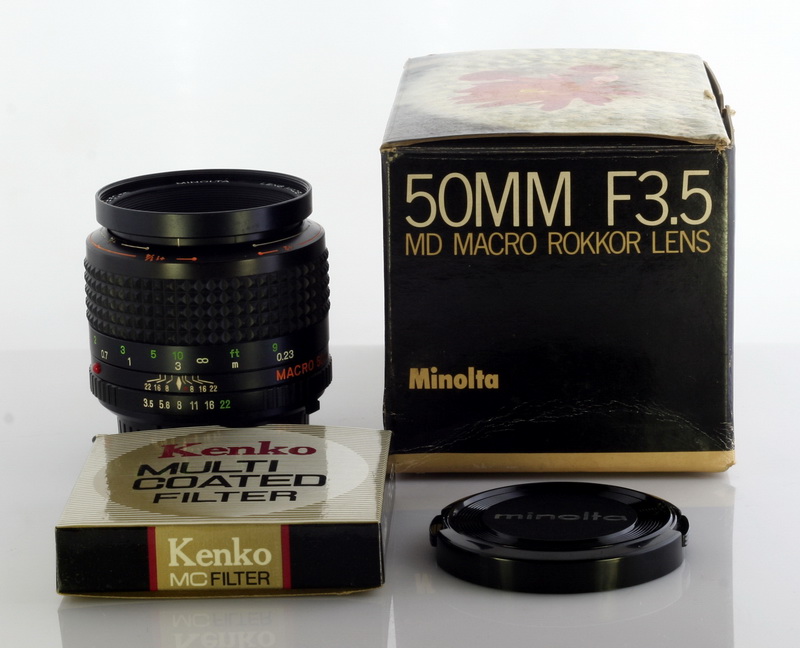 MINOLTA
50MM F3.5
MD MACRO ROKKOR LENS
Minolta
3 5 10 ∞ ft 9
0.7 1 3 m 0.23
MACRO
22 16 8 8 16 22
3.5 5.6 8 11 16 22
Kenko
MULTI
COATED
FILTER
Kenko
MC FILTER
minolta